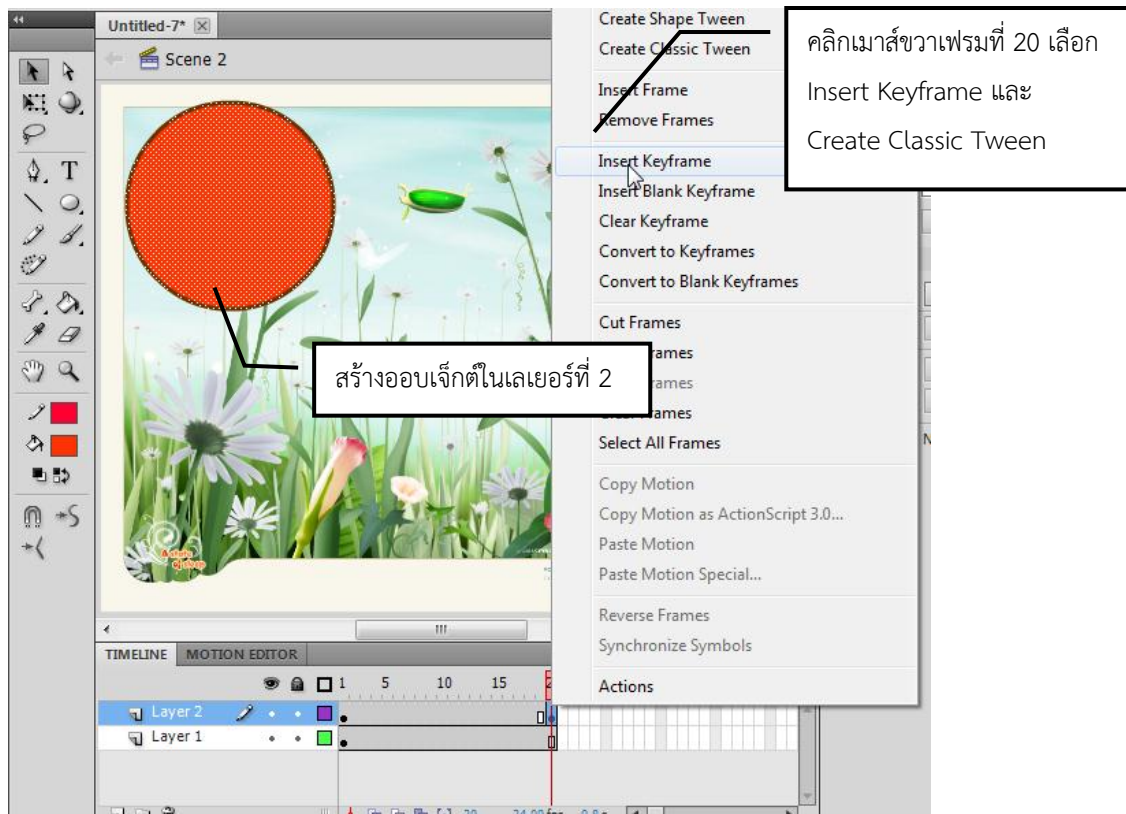 Untitled-7*
Scene 2
Create Shape Tween
Create Classic Tween
Insert Frame
Remove Frames
Insert Keyframe
Insert Blank Keyframe
Clear Keyframe
Convert to Keyframes
Convert to Blank Keyframes
Cut Frames
Select All Frames
Copy Motion
Copy Motion as ActionScript 3.0...
Paste Motion
Paste Motion Special...
Reverse Frames
Synchronize Symbols
Actions
คลิกเมาส์ขวาเฟรมที่ 20 เลือก
Insert Keyframe และ
Create Classic Tween
สร้างออบเจ็กต์ในเลเยอร์ที่ 2
TIMELINE MOTION EDITOR
1 5 10 15
Layer 2
Layer 1